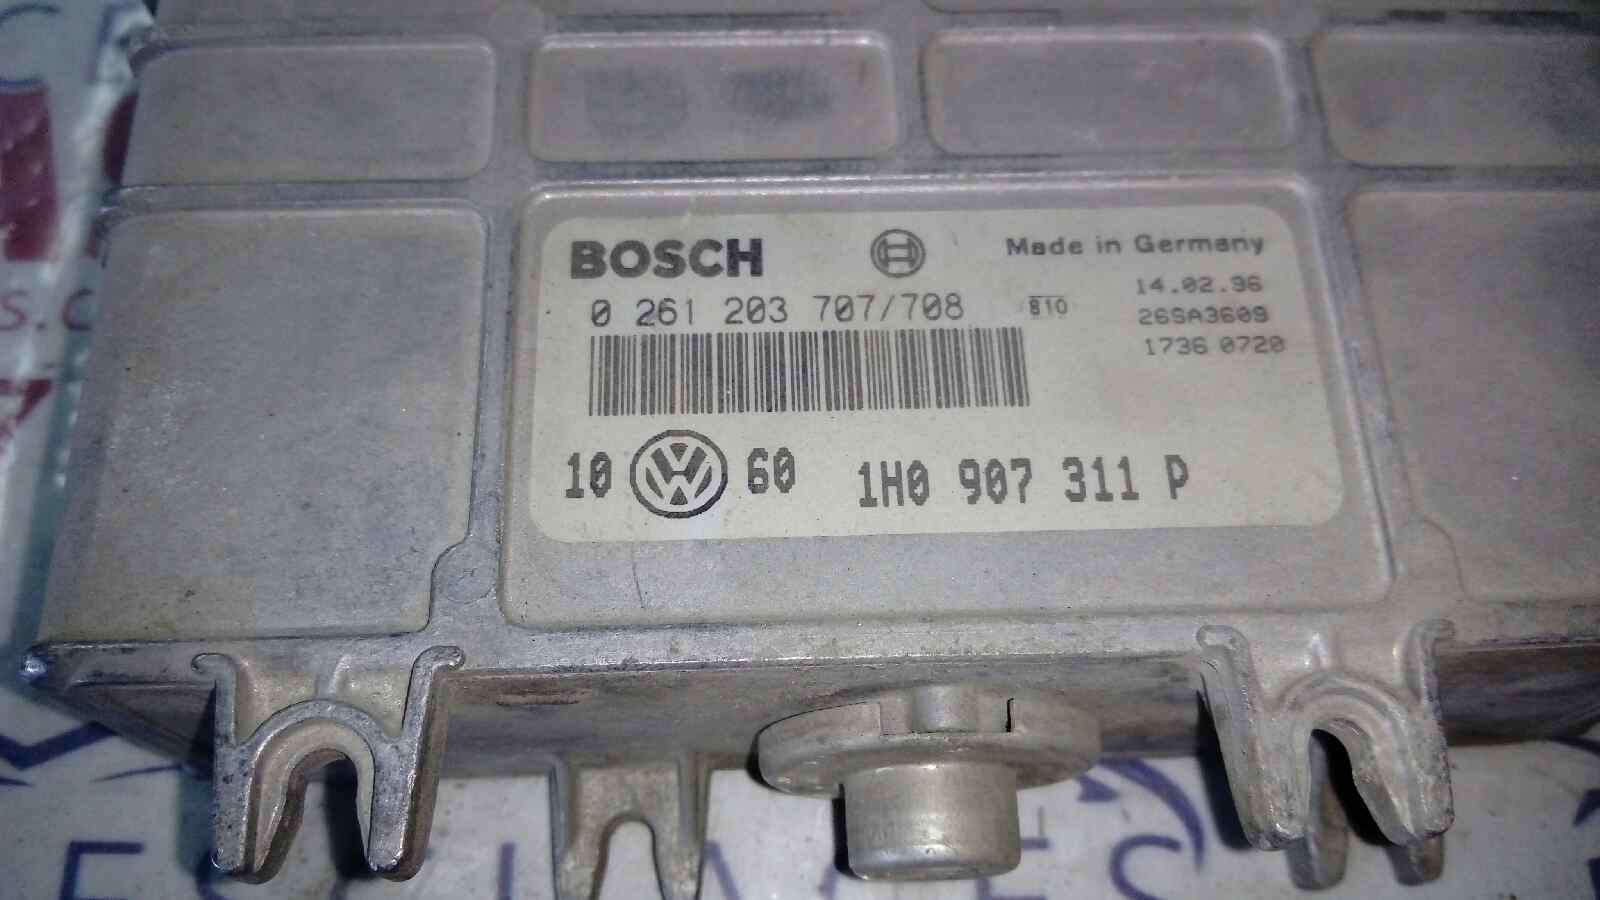 BOSCH
Made in Germany
14.02.96
0 261 203 707/708
810
26SA3609
1736 0720
10 VW 60 1H0 907 311 P